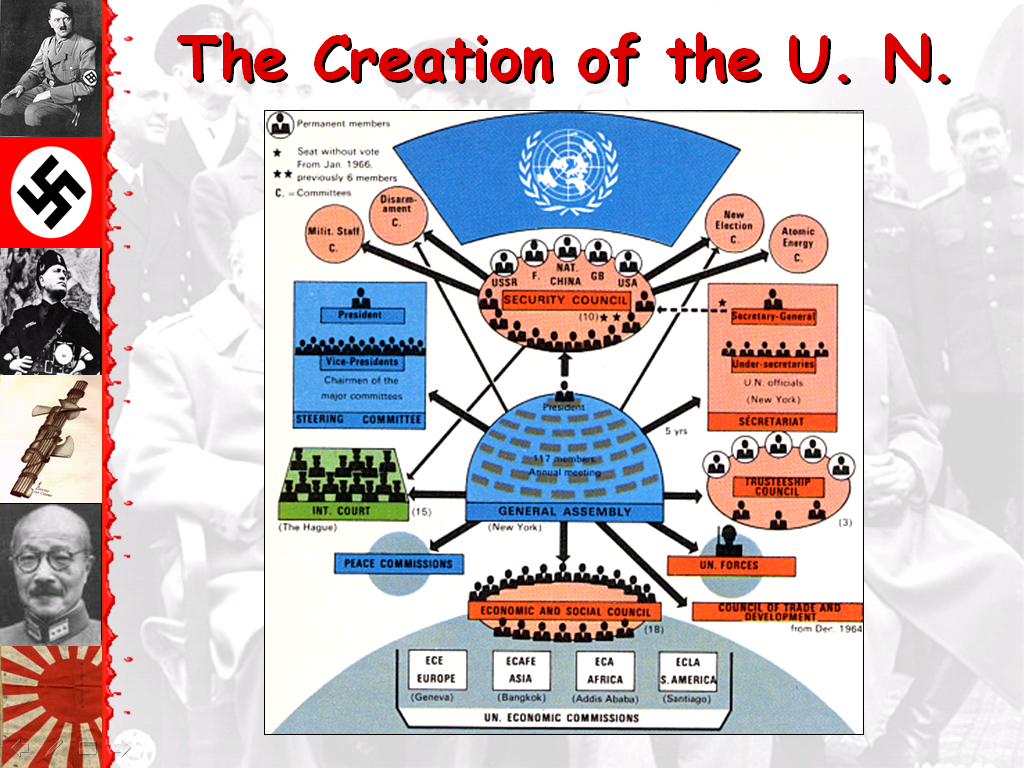 The Creation of the U. N.
Permanent members
★ Seat without vote
From Jan. 1966,
★★ previously 6 members
C. = Committees
Disarm-
ament
C.
Milit. Staff
C.
New
Election
C.
Atomic
Energy
C.
USSR
F.
NAT.
CHINA
GB
USA
SECURITY COUNCIL
(10)★★
★
President
Vice-Presidents
Chairmen of the
major committees
STEERING COMMITTEE
Secretary-General
Under-secretaries
U.N. officials
(New York)
SÉCRETARIAT
President
117 members
Annual meeting
GENERAL ASSEMBLY
(New York)
5 yrs
INT. COURT
(15)
(The Hague)
TRUSTEESHIP
COUNCIL
(3)
PEACE COMMISSIONS
UN. FORCES
ECONOMIC AND SOCIAL COUNCIL
(18)
COUNCIL OF TRADE AND
DEVELOPMENT
from Dec. 1964
ECE
EUROPE
(Geneva)
ECAFE
ASIA
(Bangkok)
ECA
AFRICA
(Addis Ababa)
ECLA
S.AMERICA
(Santiago)
UN. ECONOMIC COMMISSIONS